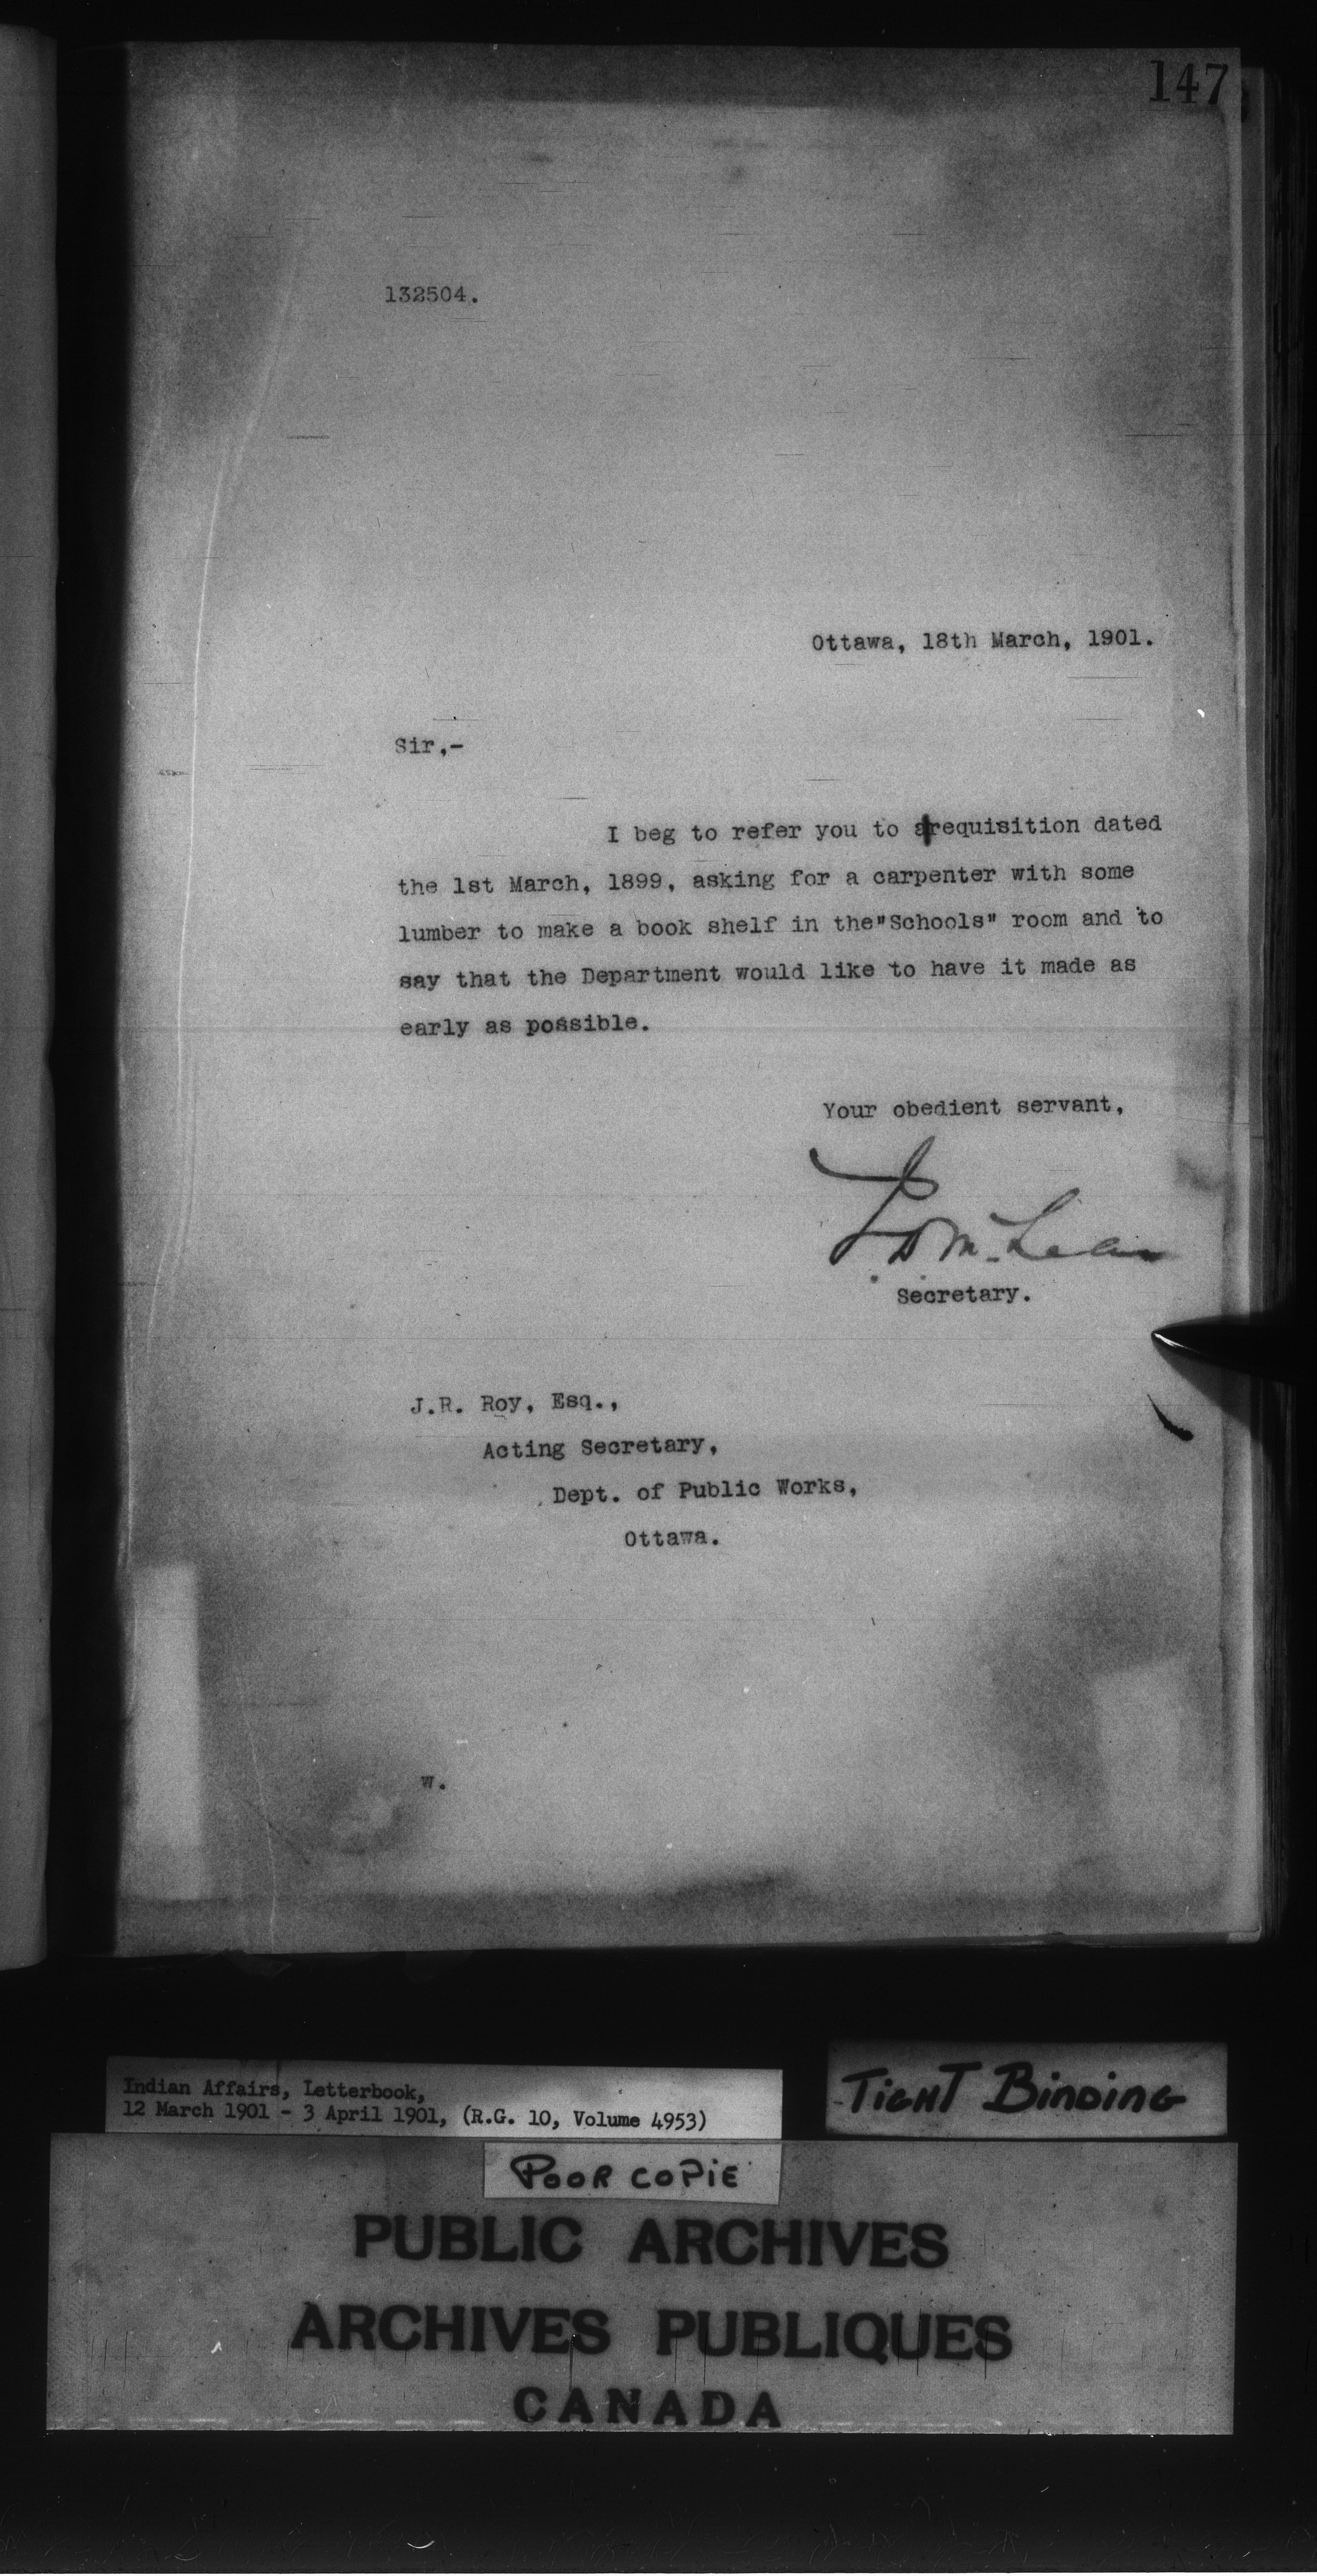 147
132504.
Ottawa, 18th March, 1901.
Sir,-
I beg to refer you to a requisition dated
the 1st March, 1899, asking for a carpenter with some
lumber to make a book shelf in the"Schools" room and to
say that the Department would like to have it made as
early as possible.
Your obedient servant,
J.D. McLean
Secretary.
J.R. Roy, Esq.,
Acting Secretary,
Dept. of Public Works,
Ottawa.
W.
Indian Affairs, Letterbook,
12 March 1901 - 3 April 1901, (R.G. 10, Volume 4953)
TIGHT BINDING
POOR COPIE
PUBLIC ARCHIVES
ARCHIVES PUBLIQUES
CANADA